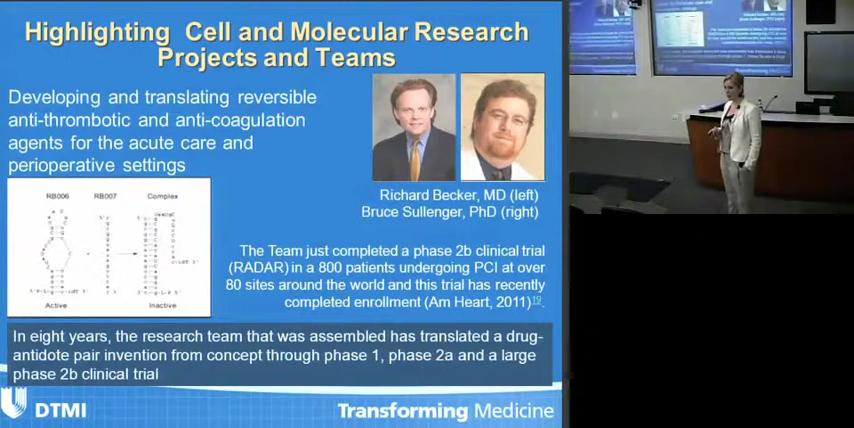 Highlighting Cell and Molecular Research
Projects and Teams
Developing and translating reversible
anti-thrombotic and anti-coagulation
agents for the acute care and
perioperative settings
Richard Becker, MD (left)
Bruce Sullenger, PhD (right)
RB006 RB007 Complex
Active Inactive
The Team just completed a phase 2b clinical trial
(RADAR) in a 800 patients undergoing PCI at over
80 sites around the world and this trial has recently
completed enrollment (Am Heart, 2011)19.
In eight years, the research team that was assembled has translated a drug-
antidote pair invention from concept through phase 1, phase 2a and a large
phase 2b clinical trial
DTMI
Transforming Medicine